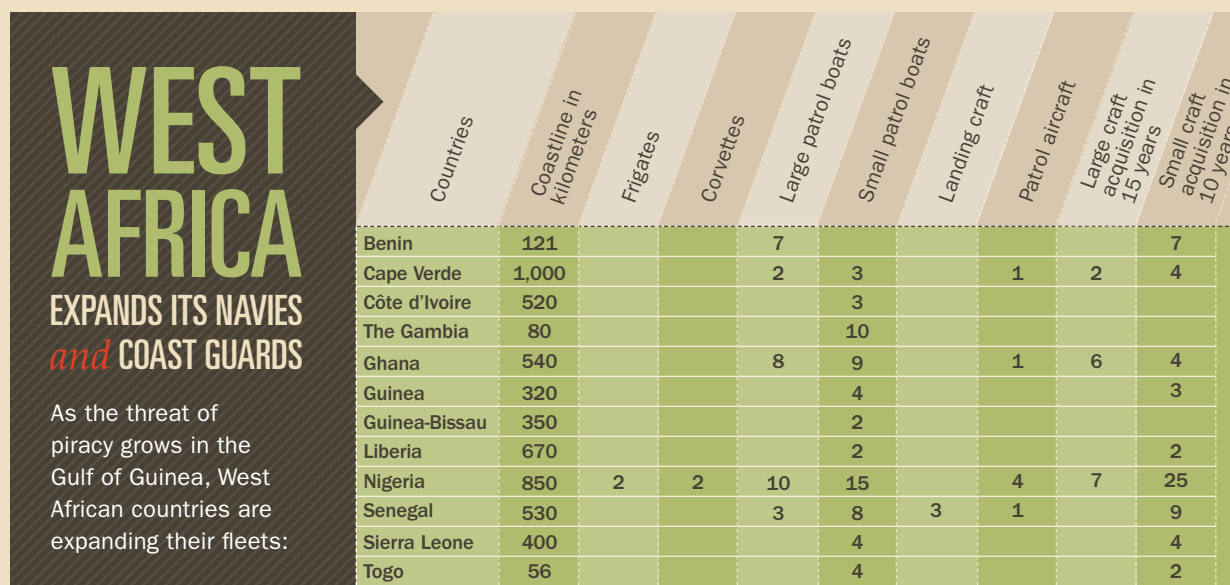 WEST
AFRICA
EXPANDS ITS NAVIES
and COAST GUARDS
As the threat of
piracy grows in the
Gulf of Guinea, West
African countries are
expanding their fleets:
Countries
Coastline in
kilometers
Frigates
Corvettes
Large patrol boats
Small patrol boats
Landing craft
Patrol aircraft
Large craft
acquisition in
15 years
Small craft
acquisition in
10 years
Benin 121 7 7
Cape Verde 1,000 2 3 1 2 4
Côte d'Ivoire 520 3
The Gambia 80 10
Ghana 540 8 9 1 6 4
Guinea 320 4 3
Guinea-Bissau 350 2
Liberia 670 2 2
Nigeria 850 2 2 10 15 4 7 25
Senegal 530 3 8 3 1 9
Sierra Leone 400 4 4
Togo 56 4 2